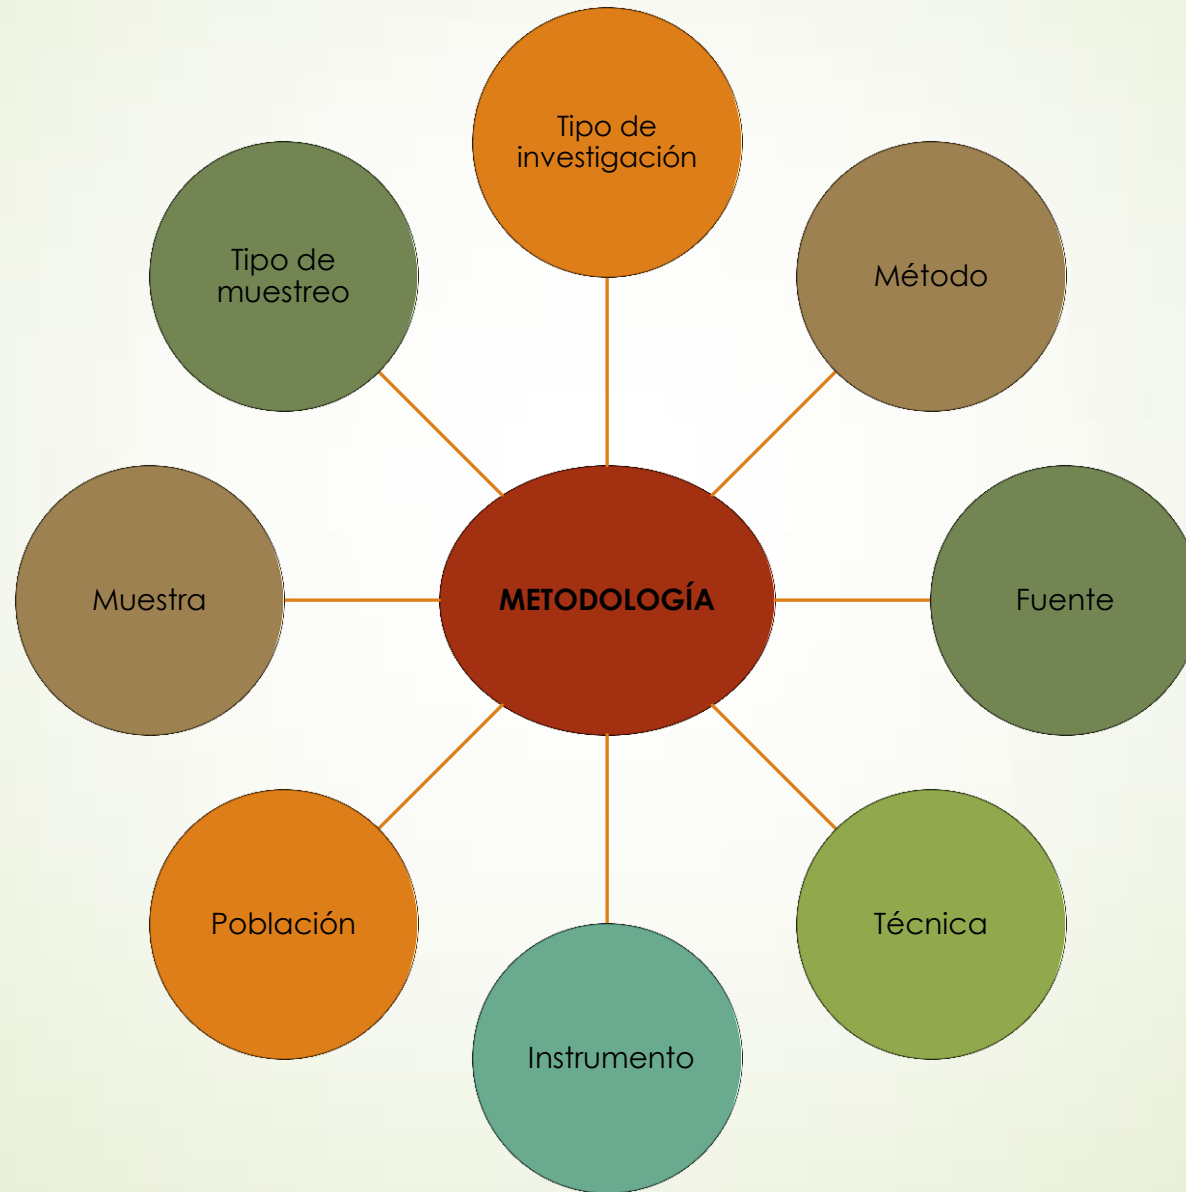 Tipo de
investigación
Tipo de
muestreo
Método
Muestra
METODOLOGÍA
Fuente
Población
Técnica
Instrumento